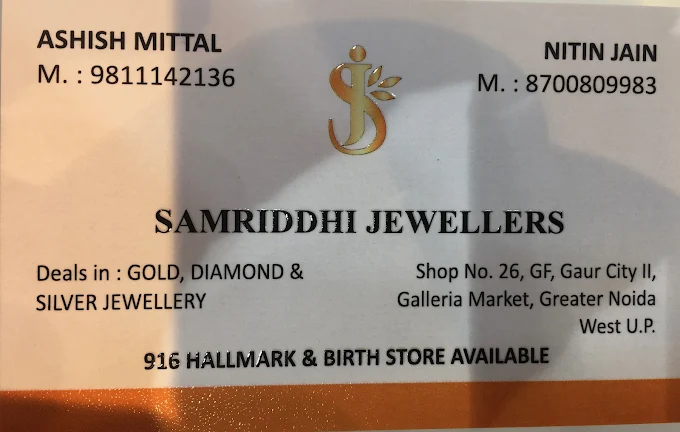 ASHISH MITTAL
M. : 9811142136
NITIN JAIN
M. : 8700809983
SAMRIDDHI JEWELLERS
Deals in : GOLD, DIAMOND &
SILVER JEWELLERY
Shop No. 26, GF, Gaur City II,
Galleria Market, Greater Noida
West U.P.
916 HALLMARK & BIRTH STORE AVAILABLE